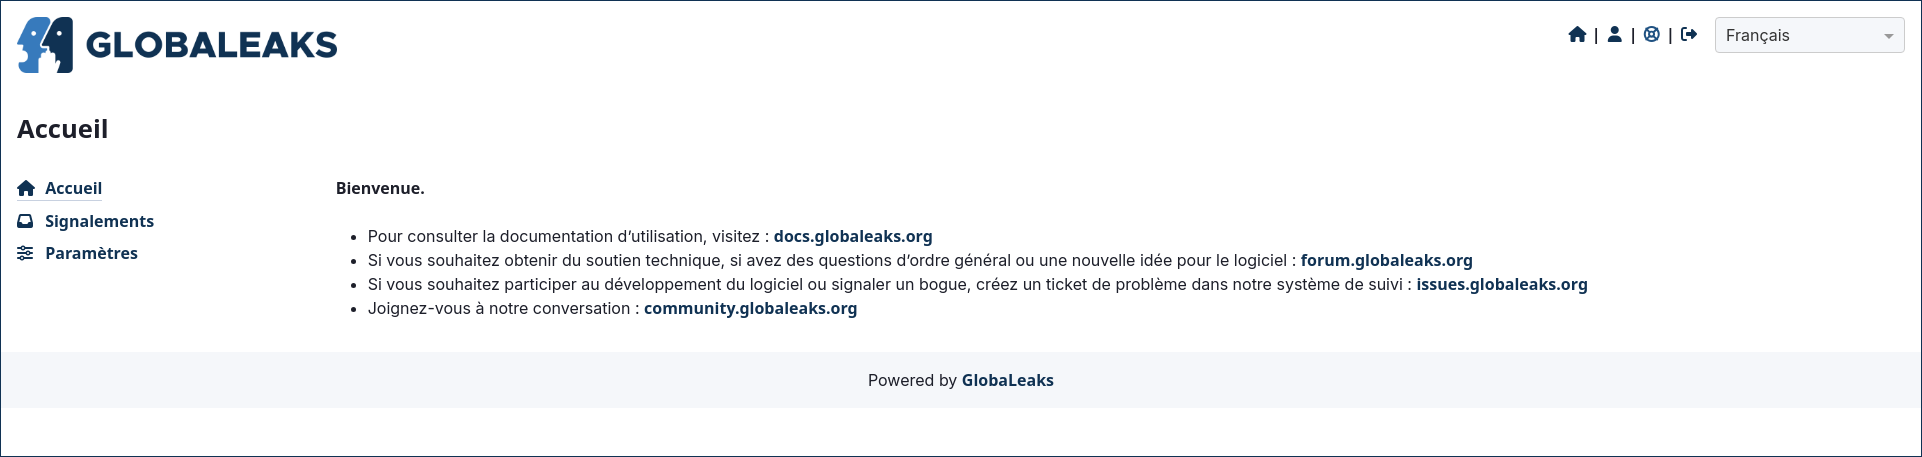 GLOBALEAKS
| | |
Français
Accueil
Accueil
Signalements
Paramètres
Bienvenue.
• Pour consulter la documentation d’utilisation, visitez : docs.globaleaks.org
• Si vous souhaitez obtenir du soutien technique, si avez des questions d’ordre général ou une nouvelle idée pour le logiciel : forum.globaleaks.org
• Si vous souhaitez participer au développement du logiciel ou signaler un bogue, créez un ticket de problème dans notre système de suivi : issues.globaleaks.org
• Joignez-vous à notre conversation : community.globaleaks.org
Powered by GlobaLeaks